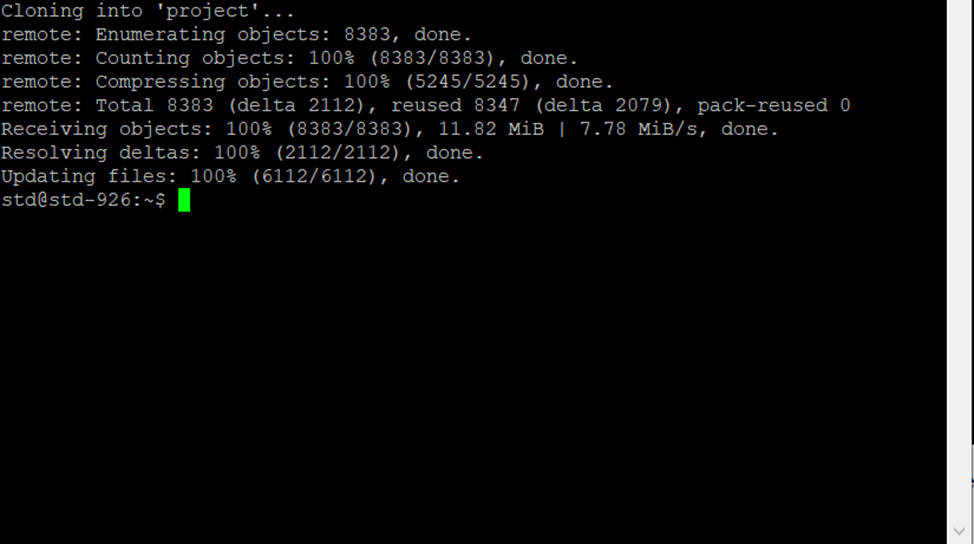 Cloning into 'project'...
remote: Enumerating objects: 8383, done.
remote: Counting objects: 100% (8383/8383), done.
remote: Compressing objects: 100% (5245/5245), done.
remote: Total 8383 (delta 2112), reused 8347 (delta 2079), pack-reused 0
Receiving objects: 100% (8383/8383), 11.82 MiB | 7.78 MiB/s, done.
Resolving deltas: 100% (2112/2112), done.
Updating files: 100% (6112/6112), done.
std@std-926:~$